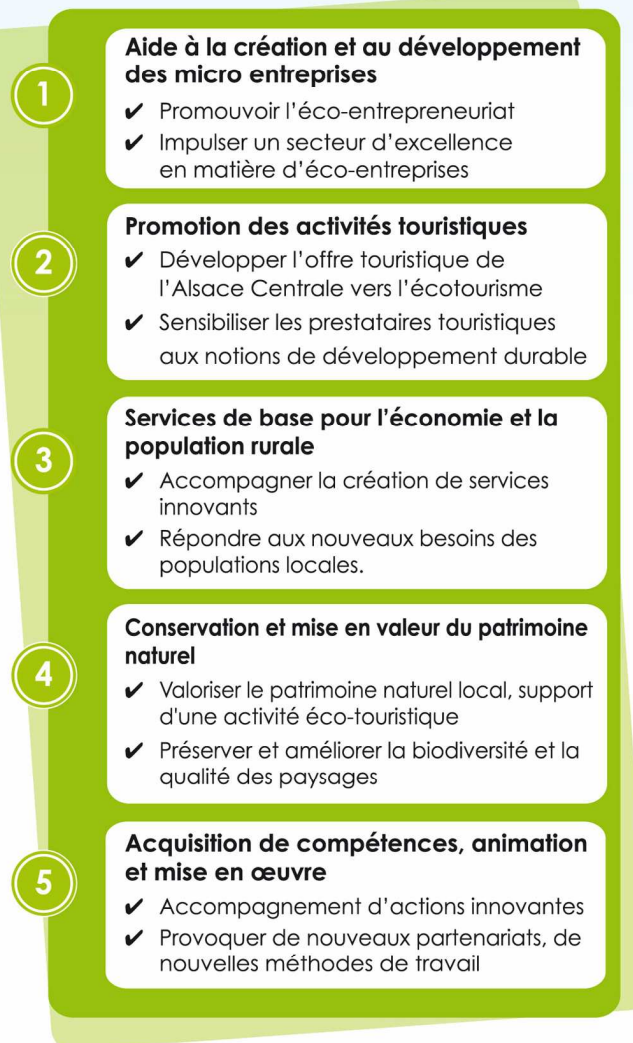 1
Aide à la création et au développement
des micro entreprises
✔ Promouvoir l’éco-entrepreneuriat
✔ Impulser un secteur d’excellence
en matière d’éco-entreprises
2
Promotion des activités touristiques
✔ Développer l’offre touristique de
l’Alsace Centrale vers l’écotourisme
✔ Sensibiliser les prestataires touristiques
aux notions de développement durable
3
Services de base pour l’économie et la
population rurale
✔ Accompagner la création de services
innovants
✔ Répondre aux nouveaux besoins des
populations locales.
4
Conservation et mise en valeur du patrimoine
naturel
✔ Valoriser le patrimoine naturel local, support
d'une activité éco-touristique
✔ Préserver et améliorer la biodiversité et la
qualité des paysages
5
Acquisition de compétences, animation
et mise en œuvre
✔ Accompagnement d’actions innovantes
✔ Provoquer de nouveaux partenariats, de
nouvelles méthodes de travail